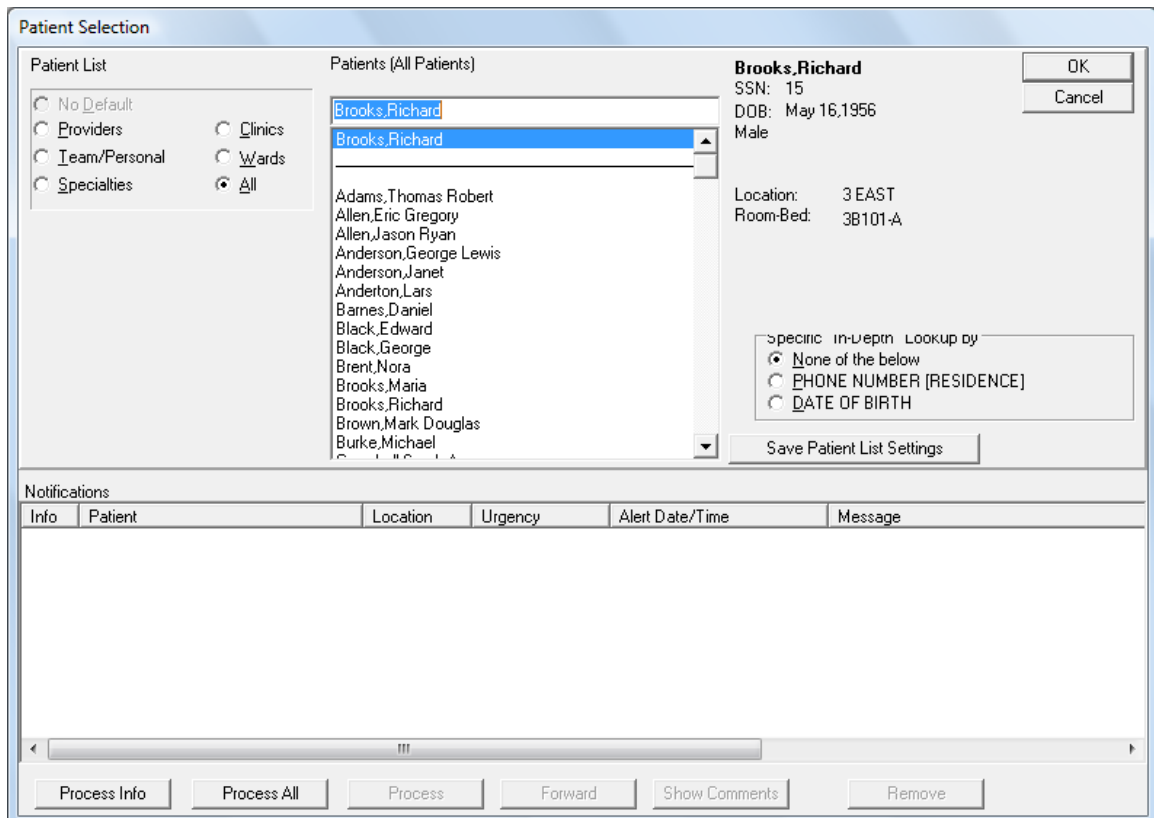 Patient Selection
Patient List
No Default
Providers
Clinics
Team/Personal
Wards
Specialties
All
Patients (All Patients)
Brooks,Richard
Brooks,Richard
Adams,Thomas Robert
Allen,Eric Gregory
Allen,Jason Ryan
Anderson,George Lewis
Anderson,Janet
Anderton,Lars
Barnes,Daniel
Black,Edward
Black,George
Brent,Nora
Brooks,Maria
Brooks,Richard
Brown,Mark Douglas
Burke,Michael
Brooks,Richard
SSN: 15
DOB: May 16,1956
Male
Location: 3 EAST
Room-Bed: 3B101-A
OK
Cancel
Specific "In-Depth" Lookup by
None of the below
PHONE NUMBER [RESIDENCE]
DATE OF BIRTH
Save Patient List Settings
Notifications
Info Patient Location Urgency Alert Date/Time Message
Process Info Process All Process Forward Show Comments Remove